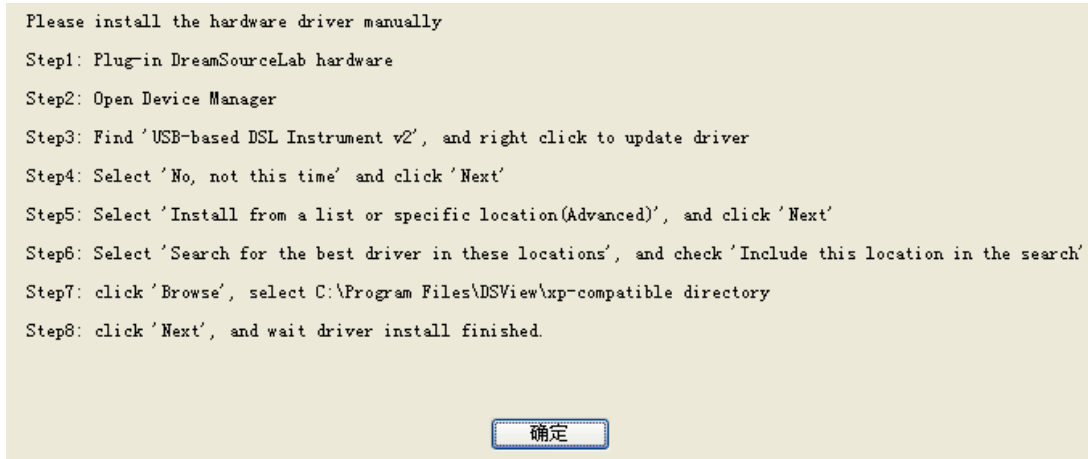 Please install the hardware driver manually
Step1: Plug-in DreamSourceLab hardware
Step2: Open Device Manager
Step3: Find 'USB-based DSL Instrument v2', and right click to update driver
Step4: Select 'No, not this time' and click 'Next'
Step5: Select 'Install from a list or specific location(Advanced)', and click 'Next'
Step6: Select 'Search for the best driver in these locations', and check 'Include this location in the search'
Step7: click 'Browse', select C:\Program Files\DSView\xp-compatible directory
Step8: click 'Next', and wait driver install finished.
确定